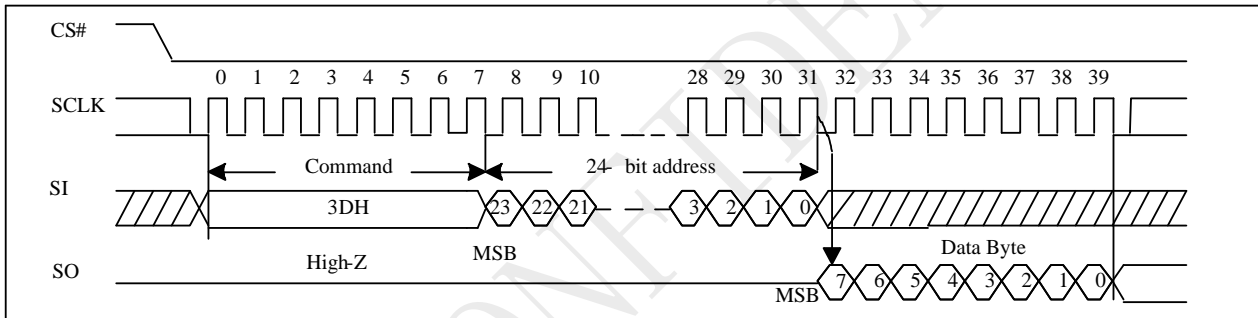 CS#
0 1 2 3 4 5 6 7 8 9 10 28 29 30 31 32 33 34 35 36 37 38 39
SCLK
Command 24- bit address
SI
3DH 23 22 21 3 2 1 0
High-Z MSB Data Byte
SO
MSB 7 6 5 4 3 2 1 0
CONFIDEN